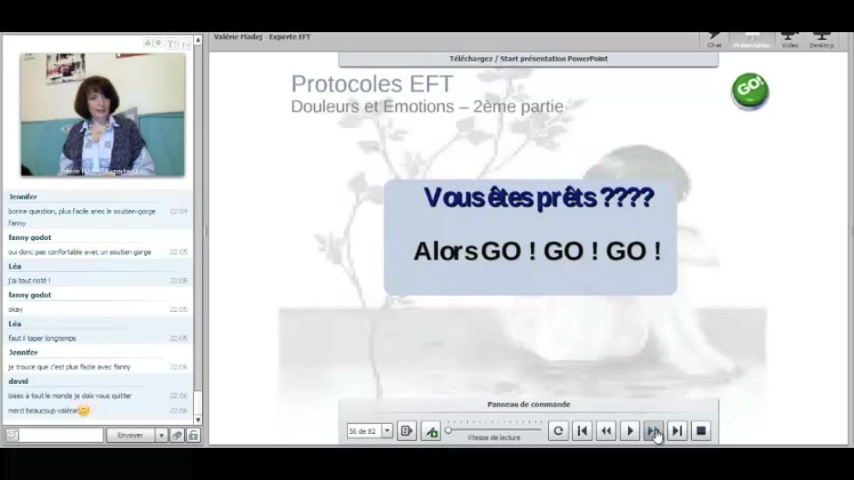 Valérie Madej - Experte EFT
Chat
Présentation
Video
Desktop
Téléchargez / Start présentation PowerPoint
Protocoles EFT
Douleurs et Emotions – 2ème partie
GO!
Vous êtes prêts ????
Alors GO ! GO ! GO !
Jennifer
bonne question, plus facile anec le soutien-gorge 22:04
fanny
fanny godot
oui donc pas confortable avec un soutien gorge 22:05
Léa
j'ai tout noté ! 22:05
fanny godot
okay 22:05
Léa
faut il taper longtemps 22:05
Jennifer
je trouce que c'est plus facile avec fanny 22:06
david
bises à tout le monde je dois vous quitter 22:06
merci beaucoup valérie 22:06
Envoyer
Panneau de commande
56 de 82
Vitesse de lecture